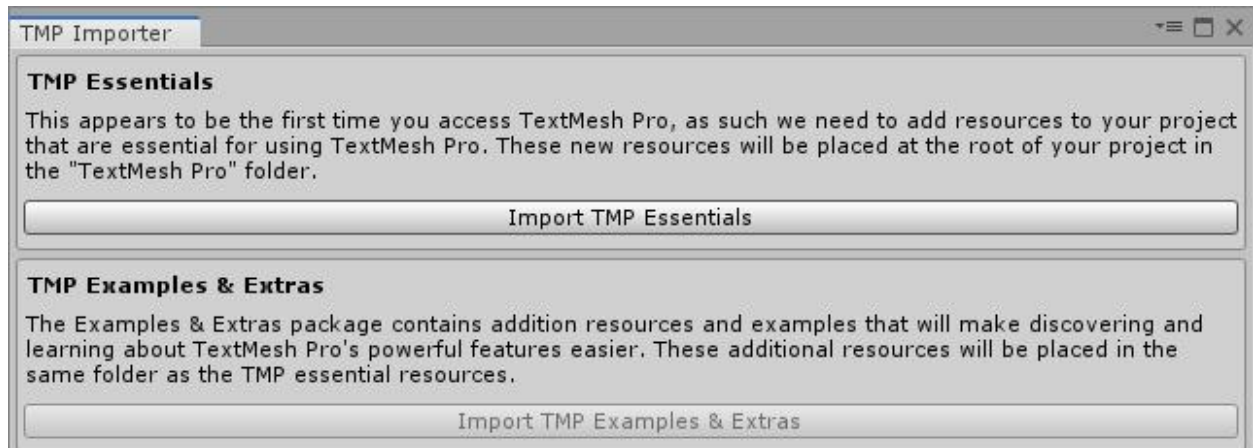 TMP Importer
TMP Essentials
This appears to be the first time you access TextMesh Pro, as such we need to add resources to your project
that are essential for using TextMesh Pro. These new resources will be placed at the root of your project in
the "TextMesh Pro" folder.
Import TMP Essentials
TMP Examples & Extras
The Examples & Extras package contains addition resources and examples that will make discovering and
learning about TextMesh Pro's powerful features easier. These additional resources will be placed in the
same folder as the TMP essential resources.
Import TMP Examples & Extras